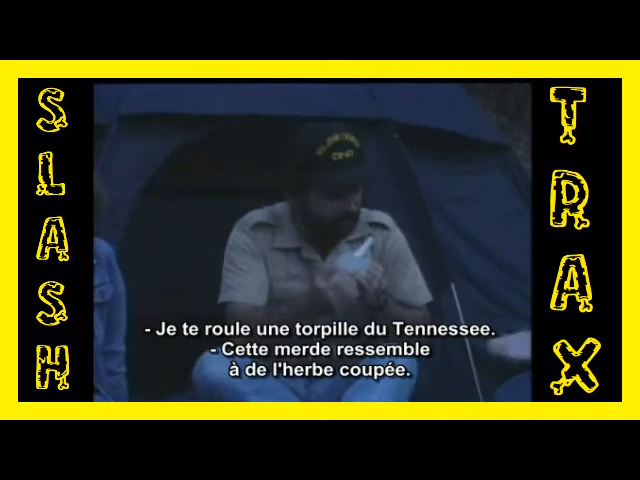 SLASH
TRAX
- Je te roule une torpille du Tennessee.
- Cette merde ressemble
à de l'herbe coupée.